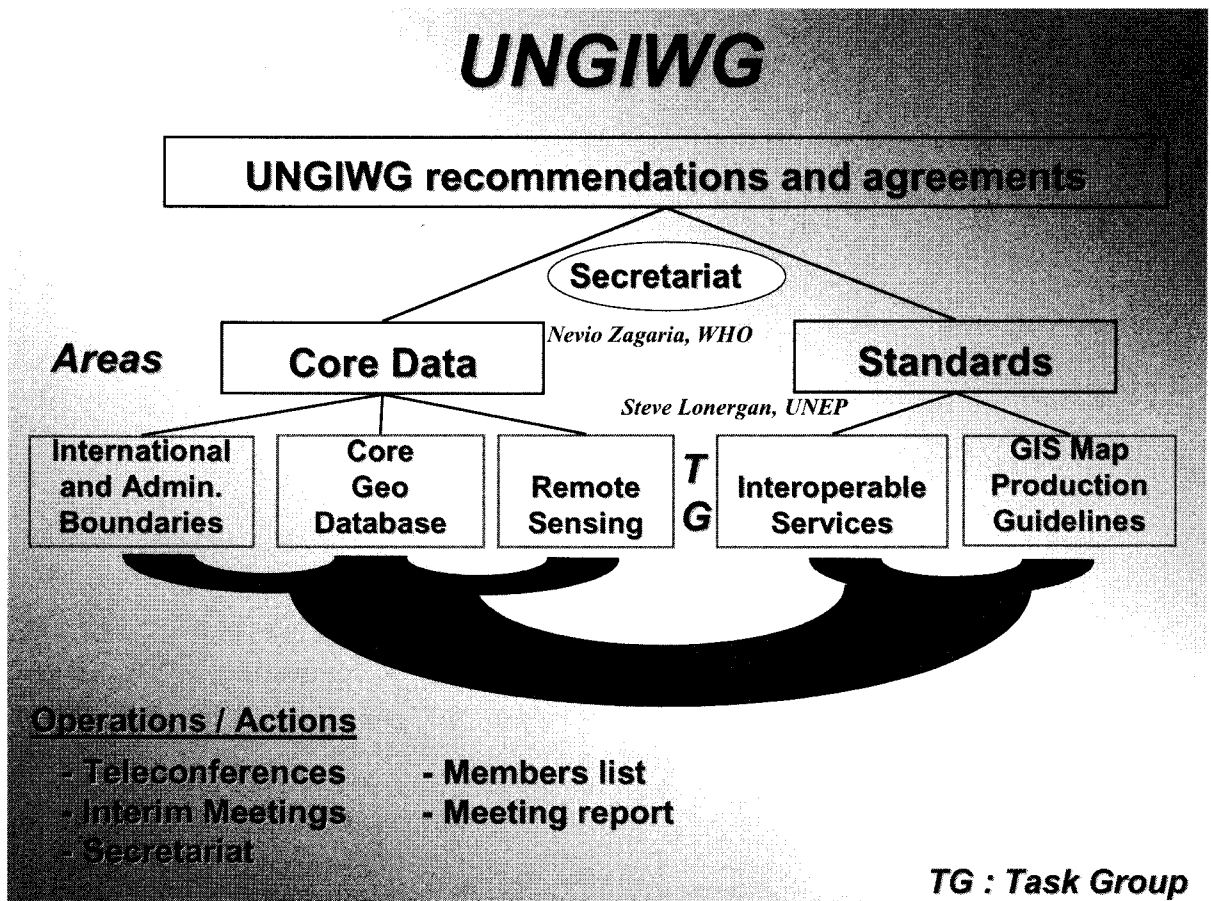 UNGIWG
UNGIWG recommendations and agreements
Secretariat
Nevio Zagaria, WHO
Areas
Core Data
Standards
Steve Lonergan, UNEP
International
and Admin.
Boundaries
Core
Geo
Database
Remote
Sensing
T
G
Interoperable
Services
GIS Map
Production
Guidelines
Operations / Actions
- Teleconferences
- Interim Meetings
- Secretariat
- Members list
- Meeting report
TG : Task Group